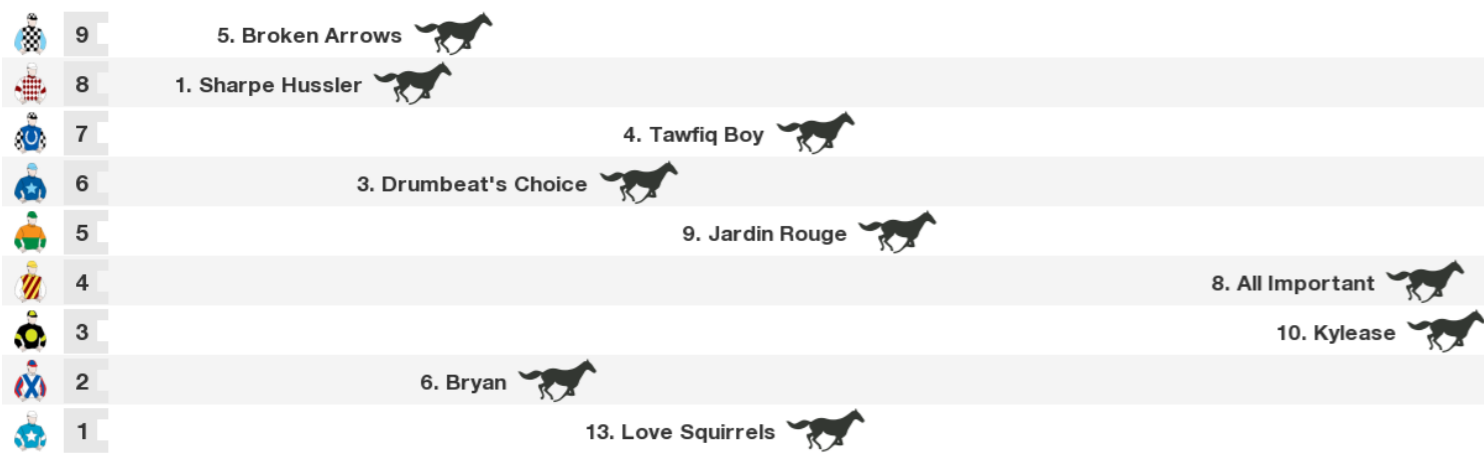 9 5. Broken Arrows
8 1. Sharpe Hussler
7 4. Tawfiq Boy
6 3. Drumbeat's Choice
5 9. Jardin Rouge
4 8. All Important
3 10. Kylease
2 6. Bryan
1 13. Love Squirrels